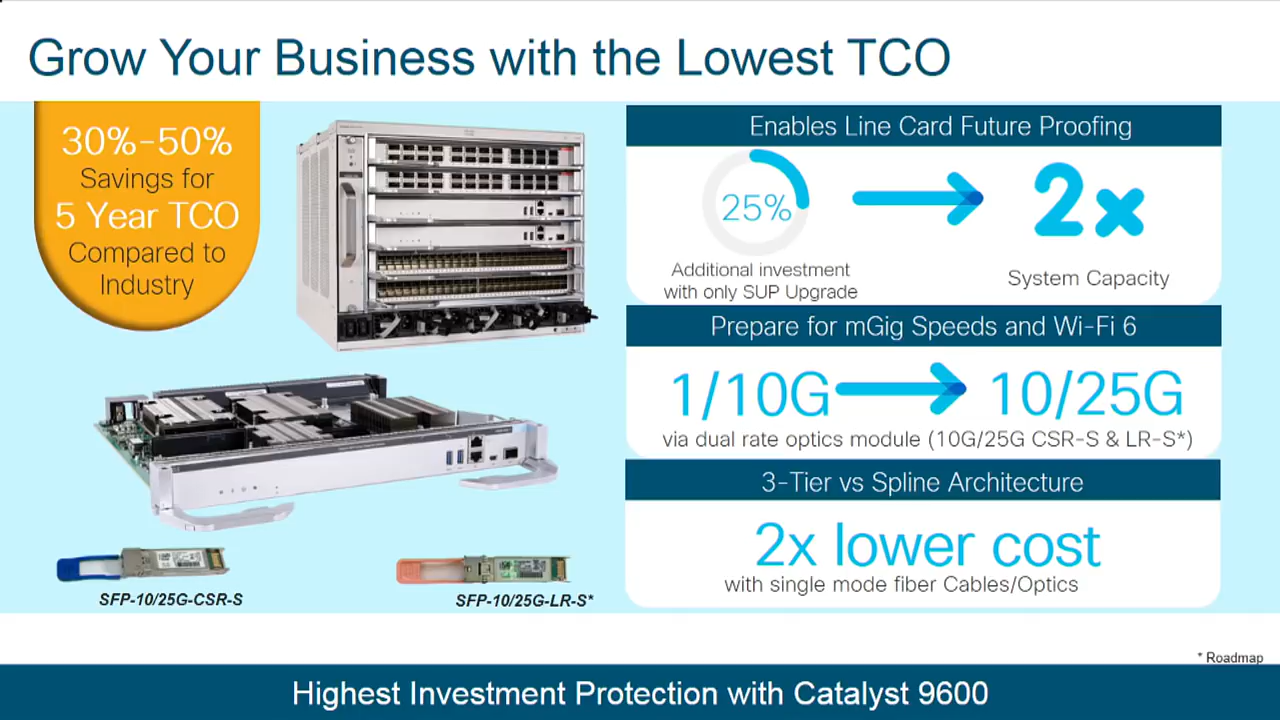 Grow Your Business with the Lowest TCO
30%-50%
Savings for
5 Year TCO
Compared to
Industry
SFP-10/25G-CSR-S
SFP-10/25G-LR-S*
Enables Line Card Future Proofing
25%
2x
Additional investment
with only SUP Upgrade
System Capacity
Prepare for mGig Speeds and Wi-Fi 6
1/10G
10/25G
via dual rate optics module (10G/25G CSR-S & LR-S*)
3-Tier vs Spline Architecture
2x lower cost
with single mode fiber Cables/Optics
* Roadmap
Highest Investment Protection with Catalyst 9600